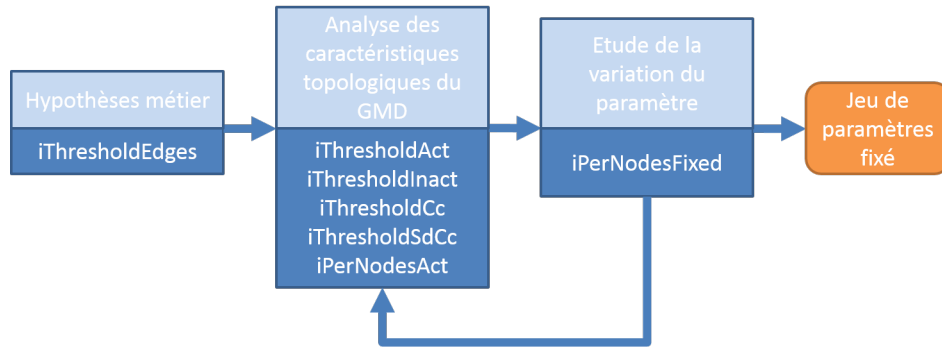 Hypothèses métier
iThresholdEdges
Analyse des
caractéristiques
topologiques du
GMD
iThresholdAct
iThresholdInact
iThresholdCc
iThresholdSdCc
iPerNodesAct
Etude de la
variation du
paramètre
iPerNodesFixed
Jeu de
paramètres
fixé